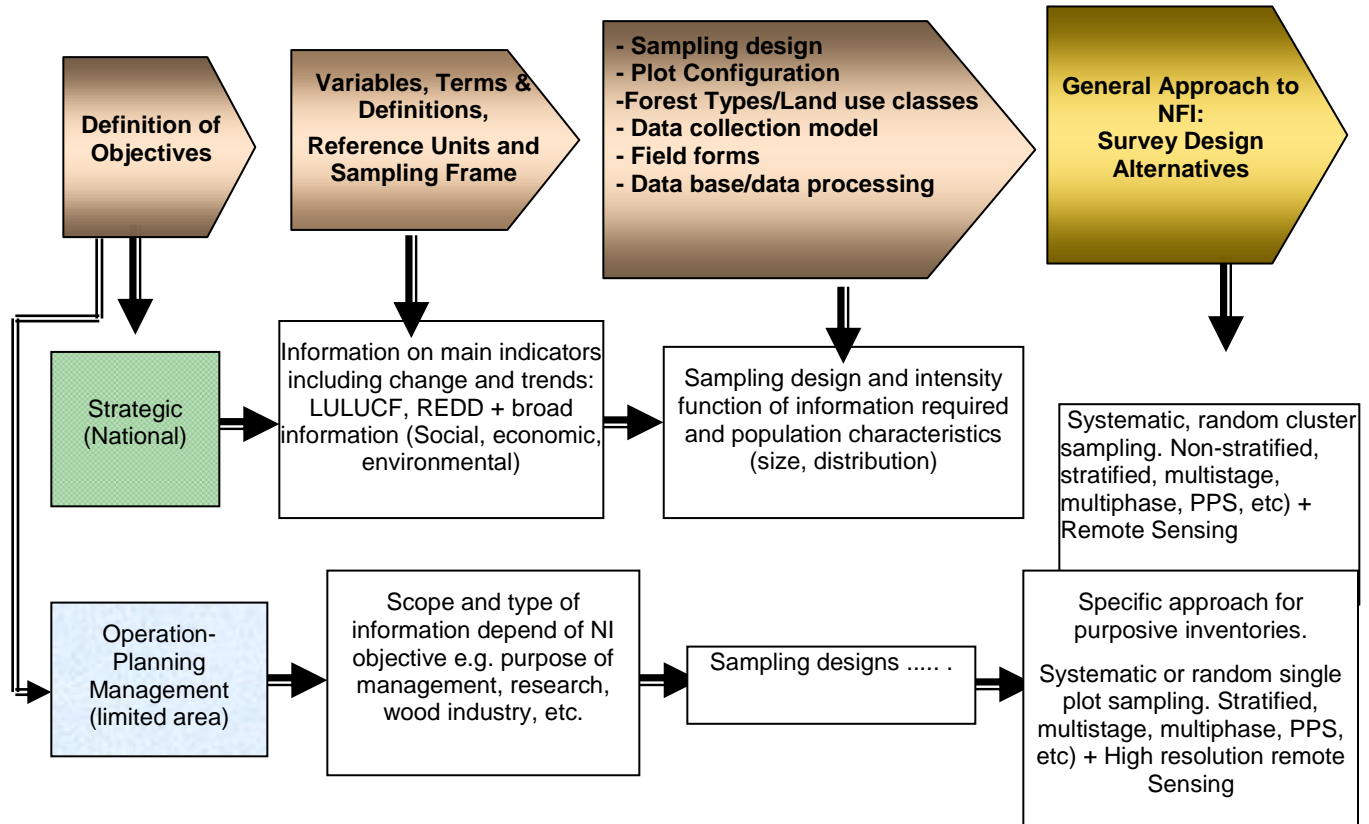 Definition of
Objectives
Variables, Terms &
Definitions,
Reference Units and
Sampling Frame
- Sampling design
- Plot Configuration
-Forest Types/Land use classes
- Data collection model
- Field forms
- Data base/data processing
General Approach to
NFI:
Survey Design
Alternatives
Strategic
(National)
Information on main indicators
including change and trends:
LULUCF, REDD + broad
information (Social, economic,
environmental)
Sampling design and intensity
function of information required
and population characteristics
(size, distribution)
Systematic, random cluster
sampling. Non-stratified,
stratified, multistage,
multiphase, PPS, etc) +
Remote Sensing
Operation-
Planning
Management
(limited area)
Scope and type of
information depend of NI
objective e.g. purpose of
management, research,
wood industry, etc.
Sampling designs ..... .
Specific approach for
purposive inventories.
Systematic or random single
plot sampling. Stratified,
multistage, multiphase, PPS,
etc) + High resolution remote
Sensing